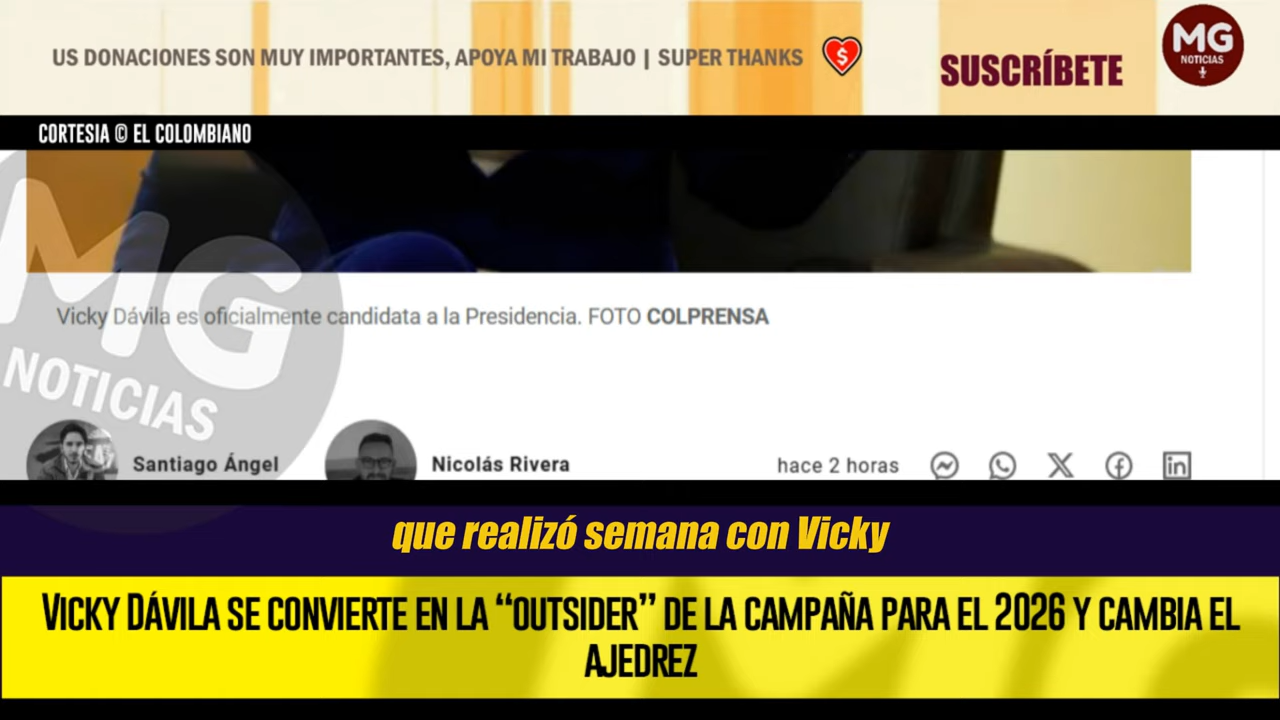 US DONACIONES SON MUY IMPORTANTES, APOYA MI TRABAJO | SUPER THANKS
SUSCRÍBETE
MG
NOTICIAS
CORTESIA © EL COLOMBIANO
MG
NOTICIAS
Vicky Dávila es oficialmente candidata a la Presidencia. FOTO COLPRENSA
Santiago Ángel
Nicolás Rivera
hace 2 horas
que realizó semana con Vicky
VICKY DÁVILA SE CONVIERTE EN LA “OUTSIDER” DE LA CAMPAÑA PARA EL 2026 Y CAMBIA EL
AJEDREZ